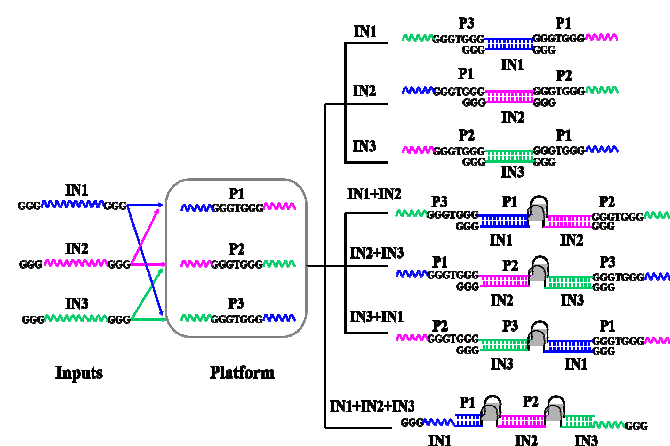 IN1
GGG GGG
IN2
GGG GGG
IN3
GGG GGG
Inputs
P1
GGGTGGG
P2
GGGTGGG
P3
GGGTGGG
Platform
IN1
P3 P1
GGGTGGG GGGTGGG
GGG GGG
IN1
IN2
P1 P2
GGGTGGG GGGTGGG
GGG GGG
IN2
IN3
P2 P1
GGGTGGG GGGTGGG
GGG GGG
IN3
IN1+IN2
P3 P1 P2
GGGTGGG GGGTGGG
GGG GGG
IN1 IN2
IN2+IN3
P1 P2 P3
GGGTGGG GGGTGGG
GGG GGG
IN2 IN3
IN3+IN1
P2 P3 P1
GGGTGGG GGGTGGG
GGG GGG
IN3 IN1
IN1+IN2+IN3
P1 P2
GGG GGG
IN1 IN2 IN3